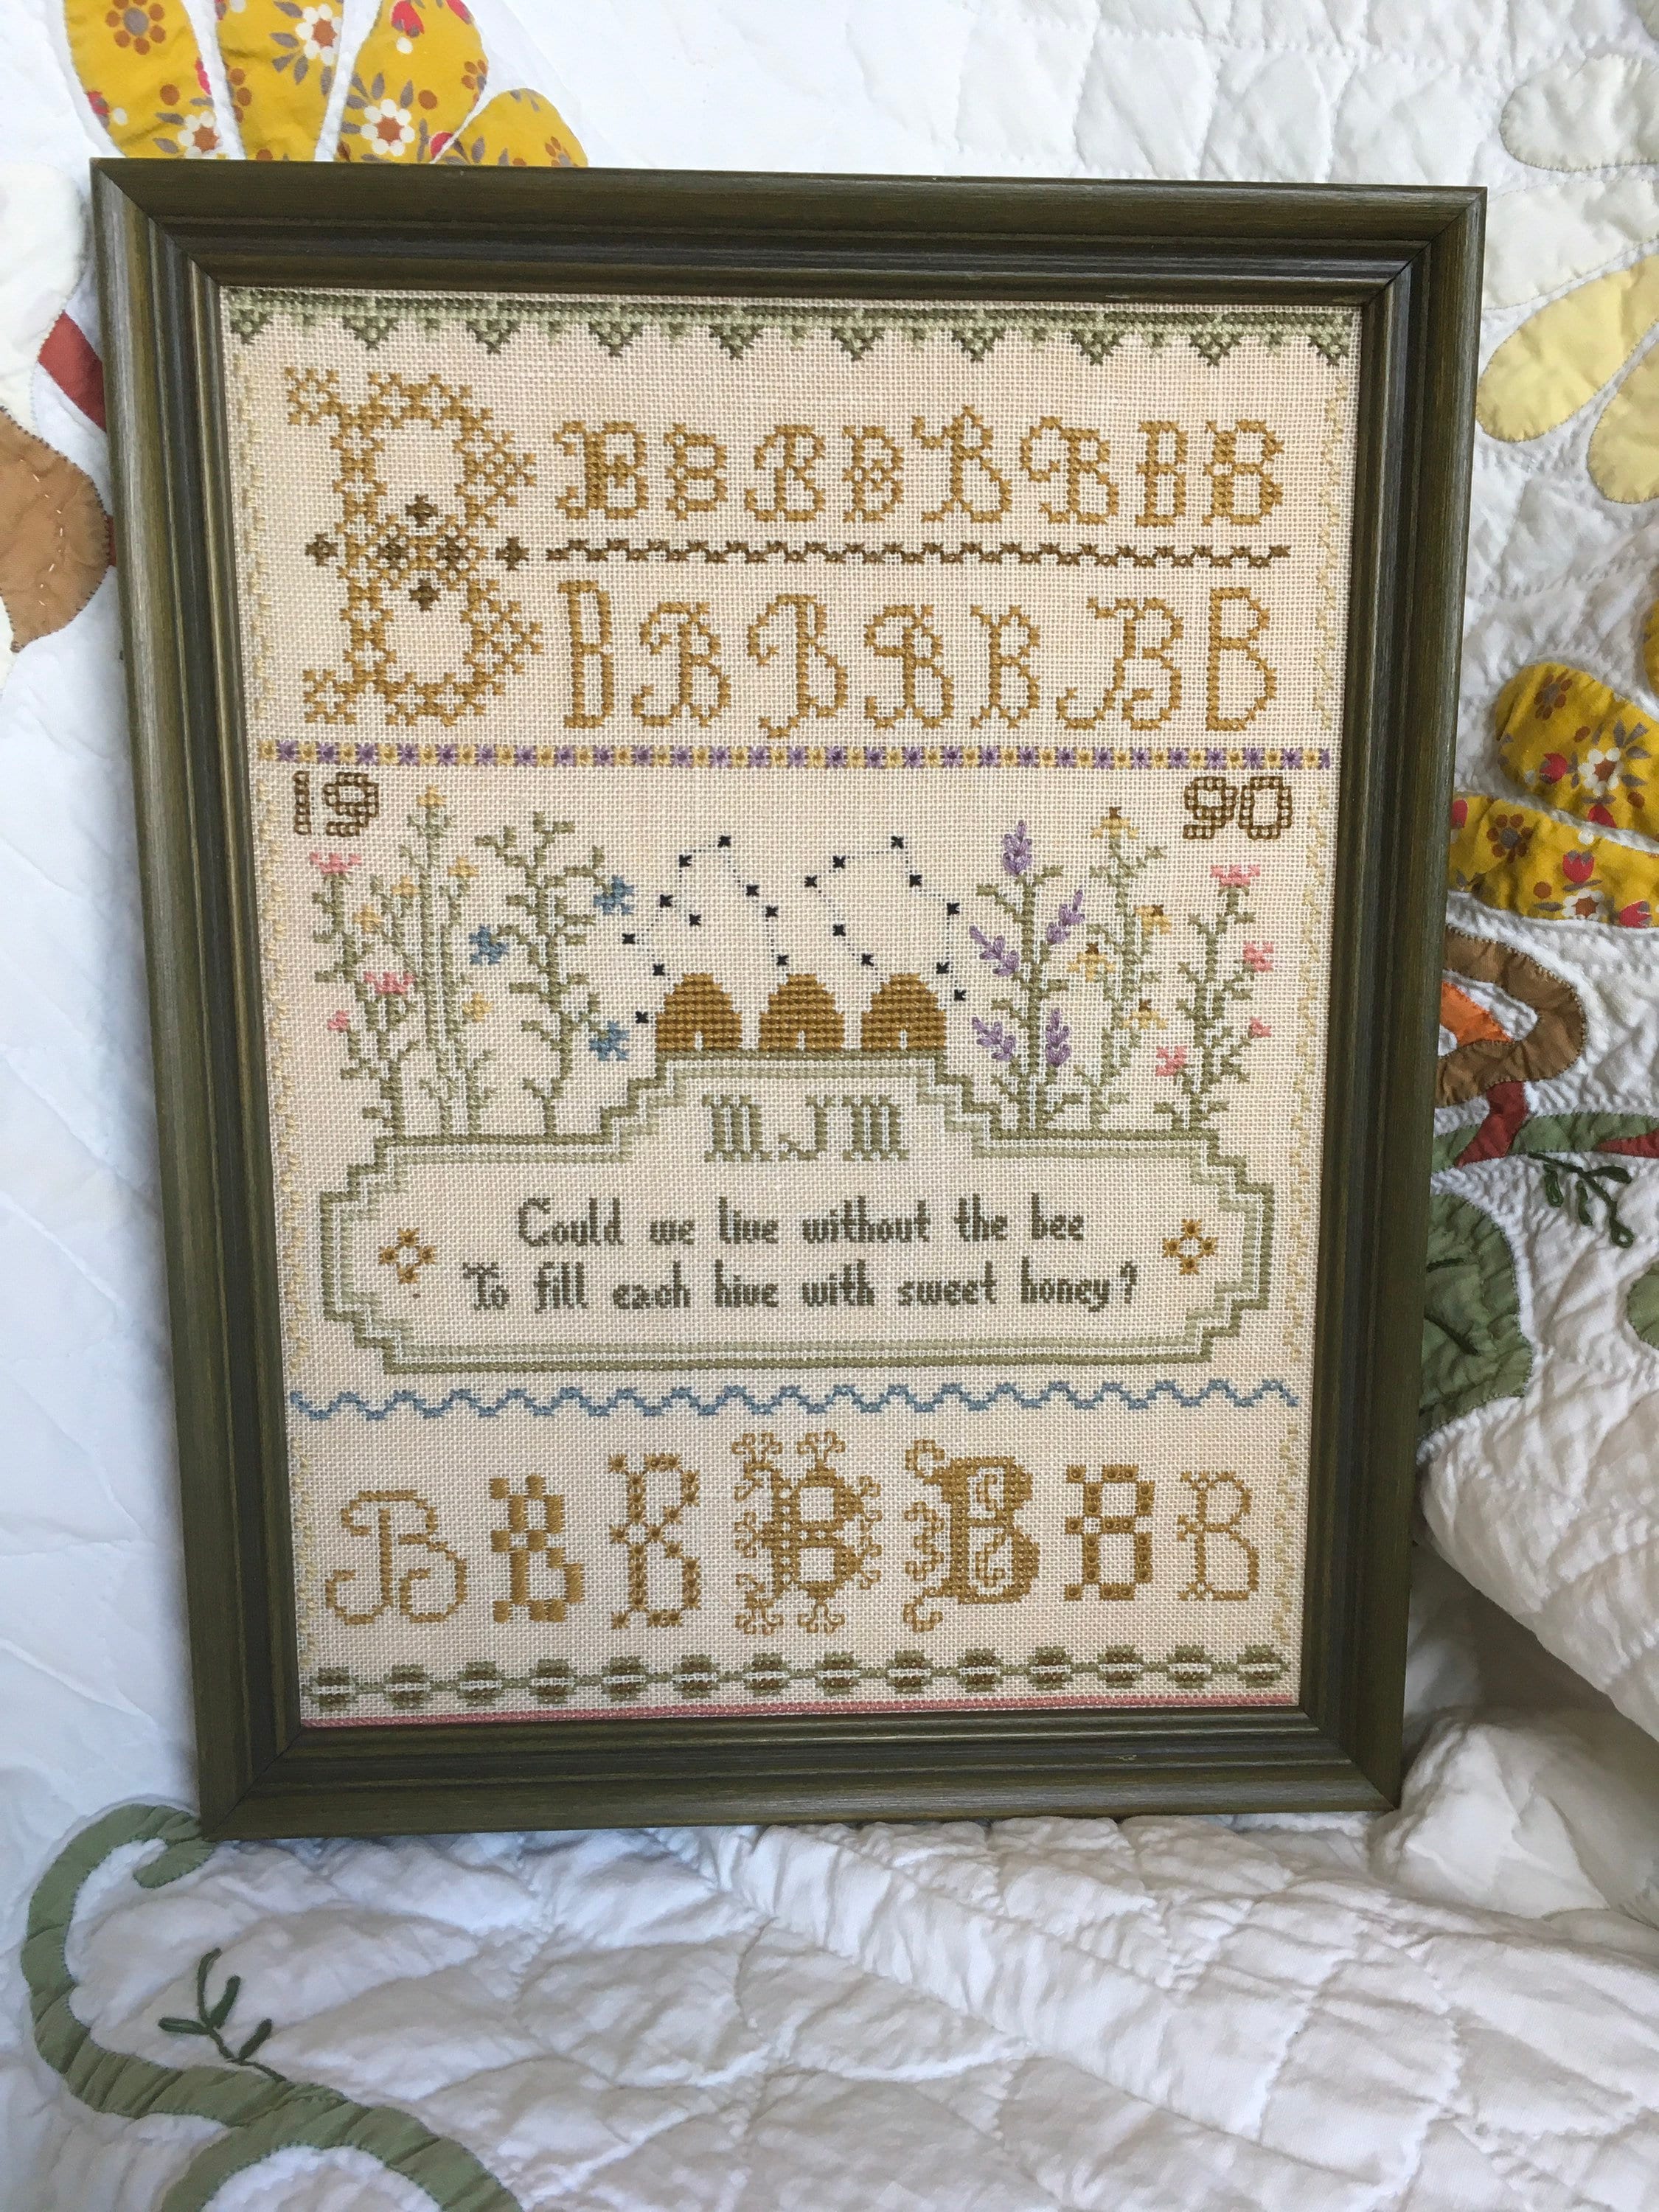 B B B B B B B B B
B B B B B B B
19 90
MJM
Could we live without the bee
To fill each hive with sweet honey?
B B B B B B B